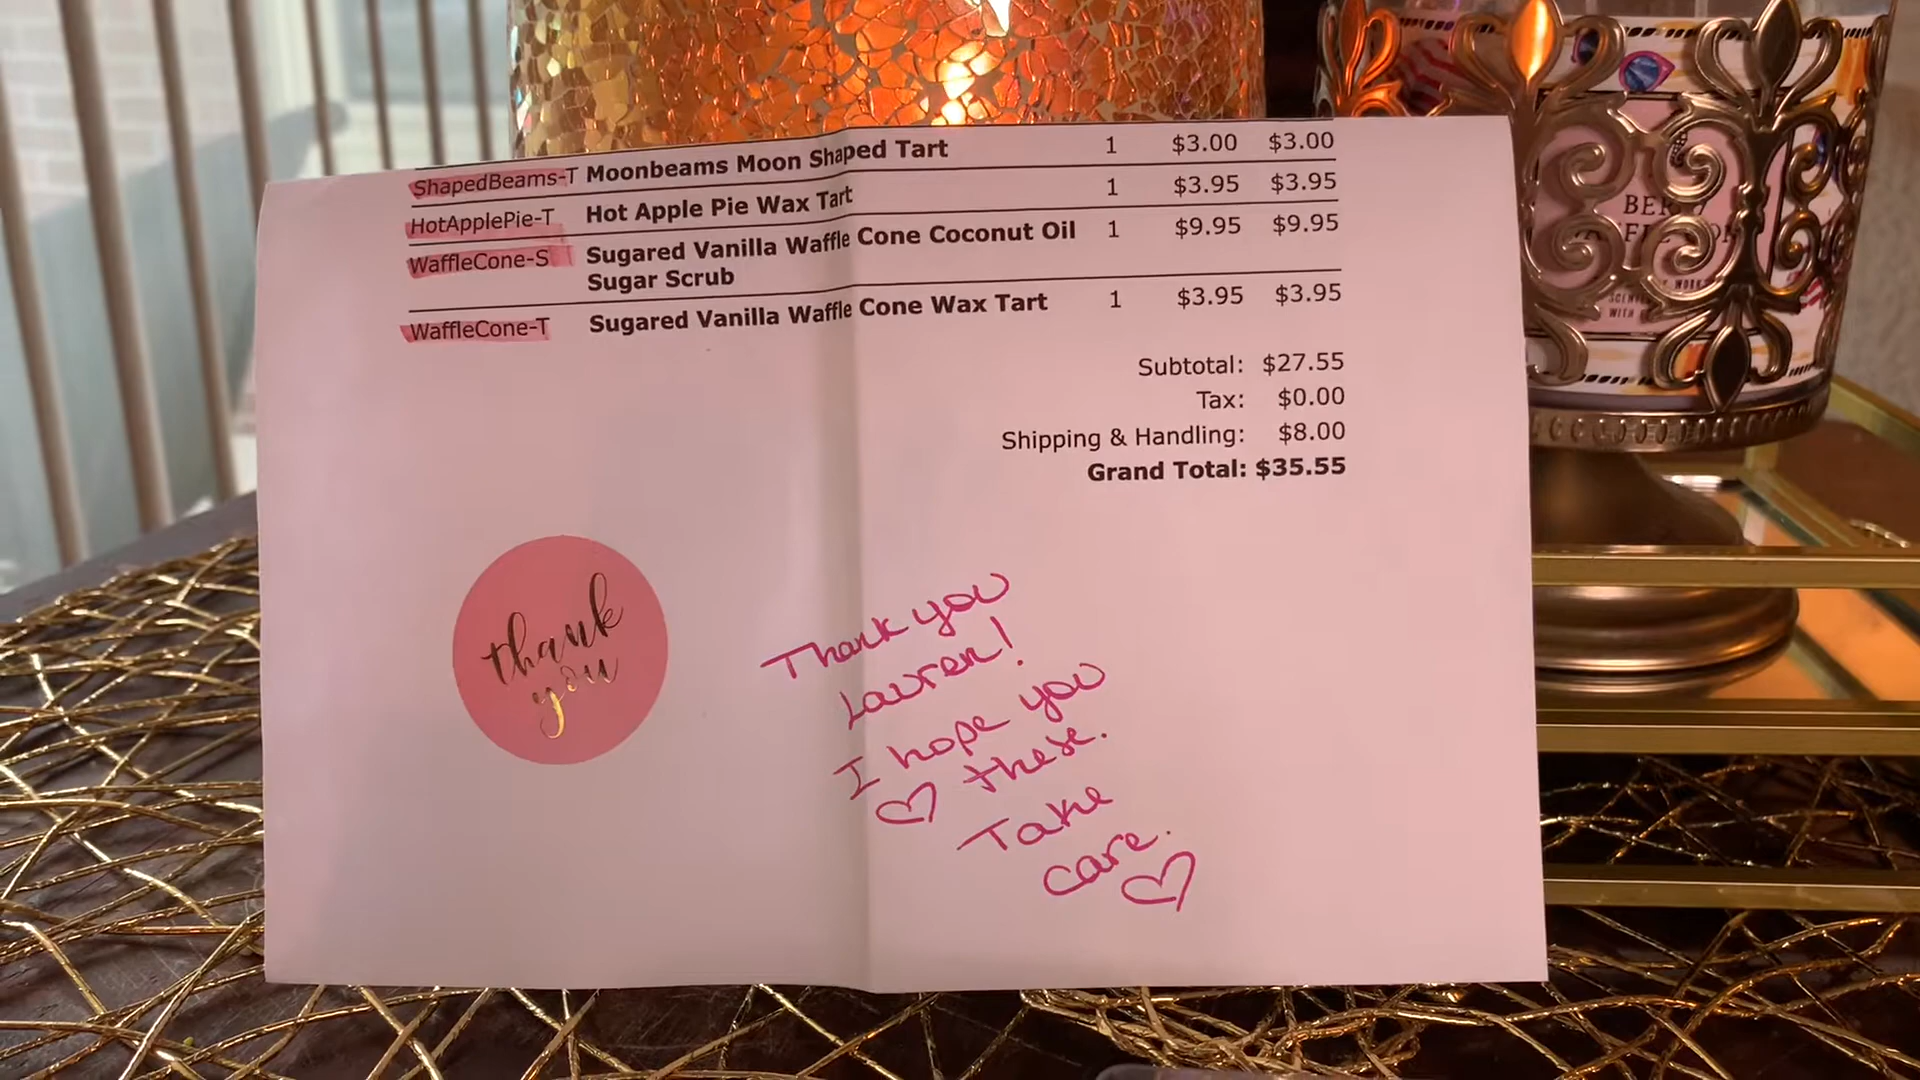 ShapedBeams-T Moonbeams Moon Shaped Tart 1 $3.00 $3.00
HotApplePie-T Hot Apple Pie Wax Tart 1 $3.95 $3.95
WaffleCone-S Sugared Vanilla Waffle Cone Coconut Oil 1 $9.95 $9.95
Sugar Scrub
WaffleCone-T Sugared Vanilla Waffle Cone Wax Tart 1 $3.95 $3.95
Subtotal: $27.55
Tax: $0.00
Shipping & Handling: $8.00
Grand Total: $35.55
thank
you
Thank you
Lauren!
I hope you
♡ these.
Take
care.
♡